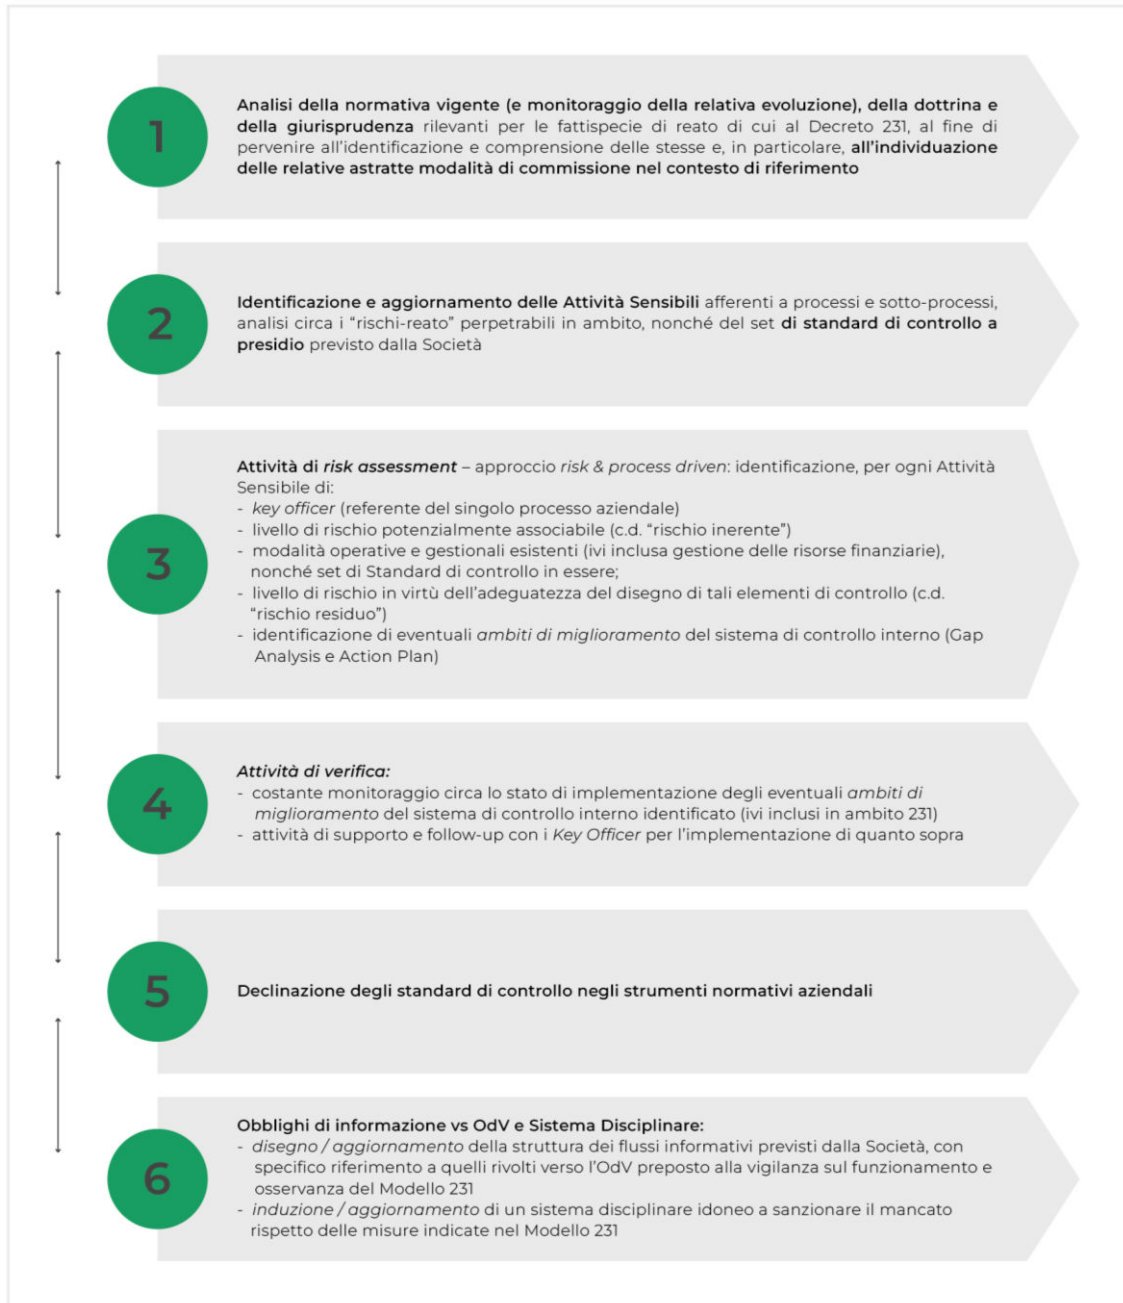 1
Analisi della normativa vigente (e monitoraggio della relativa evoluzione), della dottrina e
della giurisprudenza rilevanti per le fattispecie di reato di cui al Decreto 231, al fine di
pervenire all’identificazione e comprensione delle stesse e, in particolare, all’individuazione
delle relative astratte modalità di commissione nel contesto di riferimento
2
Identificazione e aggiornamento delle Attività Sensibili afferenti a processi e sotto-processi,
analisi circa i “rischi-reato” perpetrabili in ambito, nonché del set di standard di controllo a
presidio previsto dalla Società
3
Attività di risk assessment – approccio risk & process driven: identificazione, per ogni Attività
Sensibile di:
- key officer (referente del singolo processo aziendale)
- livello di rischio potenzialmente associabile (c.d. “rischio inerente”)
- modalità operative e gestionali esistenti (ivi inclusa gestione delle risorse finanziarie),
nonché set di Standard di controllo in essere;
- livello di rischio in virtù dell’adeguatezza del disegno di tali elementi di controllo (c.d.
“rischio residuo”)
- identificazione di eventuali ambiti di miglioramento del sistema di controllo interno (Gap
Analysis e Action Plan)
4
Attività di verifica:
- costante monitoraggio circa lo stato di implementazione degli eventuali ambiti di
miglioramento del sistema di controllo interno identificato (ivi inclusi in ambito 231)
- attività di supporto e follow-up con i Key Officer per l’implementazione di quanto sopra
5
Declinazione degli standard di controllo negli strumenti normativi aziendali
6
Obblighi di informazione vs OdV e Sistema Disciplinare:
- disegno / aggiornamento della struttura dei flussi informativi previsti dalla Società, con
specifico riferimento a quelli rivolti verso l’OdV preposto alla vigilanza sul funzionamento e
osservanza del Modello 231
- induzione / aggiornamento di un sistema disciplinare idoneo a sanzionare il mancato
rispetto delle misure indicate nel Modello 231